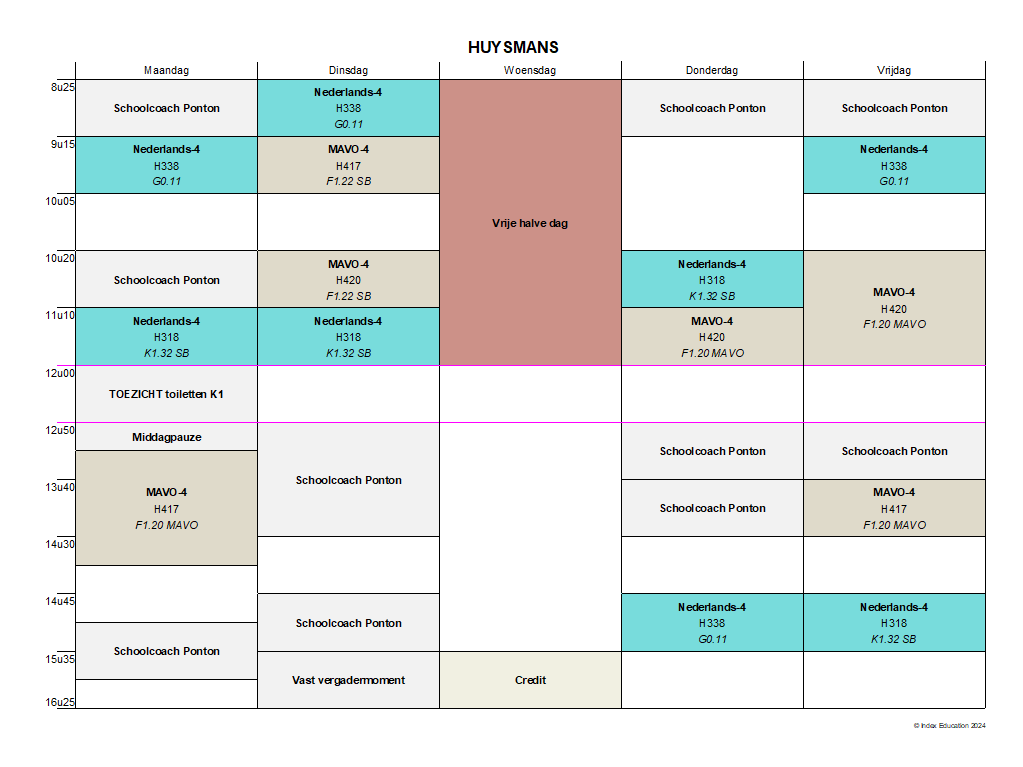 HUYSMANS
Maandag Dinsdag Woensdag Donderdag Vrijdag
8u25
Schoolcoach Ponton
Nederlands-4
H338
G0.11
Schoolcoach Ponton
Schoolcoach Ponton
9u15
Nederlands-4
H338
G0.11
MAVO-4
H417
F1.22 SB
Nederlands-4
H338
G0.11
10u05
Vrije halve dag
10u20
Schoolcoach Ponton
MAVO-4
H420
F1.22 SB
Nederlands-4
H318
K1.32 SB
MAVO-4
H420
F1.20 MAVO
11u10
Nederlands-4
H318
K1.32 SB
Nederlands-4
H318
K1.32 SB
MAVO-4
H420
F1.20 MAVO
12u00
TOEZICHT toiletten K1
12u50
Middagpauze
Schoolcoach Ponton
Schoolcoach Ponton
Schoolcoach Ponton
13u40
MAVO-4
H417
F1.20 MAVO
Schoolcoach Ponton
MAVO-4
H417
F1.20 MAVO
14u30
14u45
Schoolcoach Ponton
Schoolcoach Ponton
Nederlands-4
H338
G0.11
Nederlands-4
H318
K1.32 SB
15u35
Vast vergadermoment
Credit
16u25
© Index Education 2024